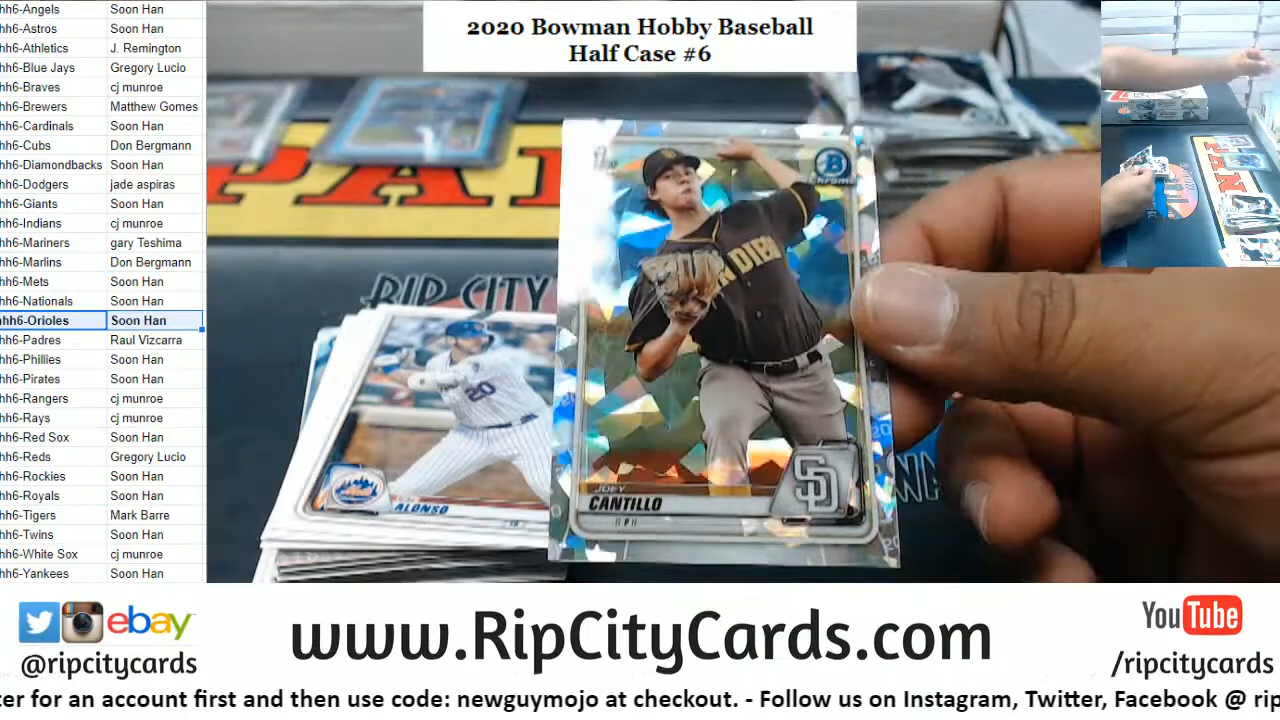 2020 Bowman Hobby Baseball
Half Case #6
hh6-Angels Soon Han
hh6-Astros Soon Han
hh6-Athletics J. Remington
hh6-Blue Jays Gregory Lucio
hh6-Braves cj munroe
hh6-Brewers Matthew Gomes
hh6-Cardinals Soon Han
hh6-Cubs Don Bergmann
hh6-Diamondbacks Soon Han
hh6-Dodgers jade aspiras
hh6-Giants Soon Han
hh6-Indians cj munroe
hh6-Mariners gary Teshima
hh6-Marlins Don Bergmann
hh6-Mets Soon Han
hh6-Nationals Soon Han
hh6-Orioles Soon Han
hh6-Padres Raul Vizcarra
hh6-Phillies Soon Han
hh6-Pirates Soon Han
hh6-Rangers cj munroe
hh6-Rays cj munroe
hh6-Red Sox Soon Han
hh6-Reds Gregory Lucio
hh6-Rockies Soon Han
hh6-Royals Soon Han
hh6-Tigers Mark Barre
hh6-Twins Soon Han
hh6-White Sox cj munroe
hh6-Yankees Soon Han
PAN
RIP CITY
20
ALONSO
B
Chrome
N DIEG
JOEY
CANTILLO
P
SD
ebay
@ripcitycards
www.RipCityCards.com
YouTube
/ripcitycards
ter for an account first and then use code: newguymojo at checkout. - Follow us on Instagram, Twitter, Facebook @ rip